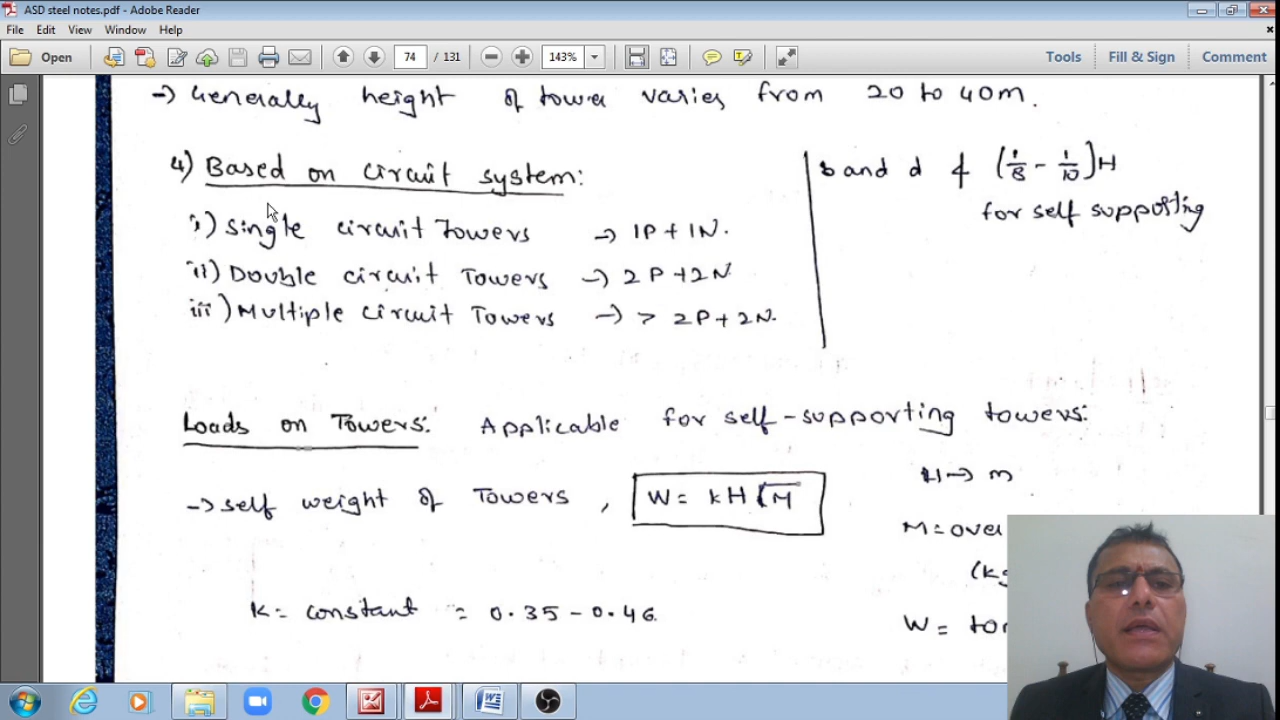 ASD steel notes.pdf - Adobe Reader
File Edit View Window Help
Open 74 / 131 143% Tools Fill & Sign Comment
→ Generally height of tower varies from 20 to 40m.
4) Based on circuit system:
i) Single circuit Towers → 1P + 1N.
ii) Double circuit Towers → 2P + 2N
iii) Multiple circuit Towers → > 2P + 2N.
b and d ∮ (1/8 - 1/10)H
for self supporting
Loads on Towers: Applicable for self-supporting towers:
→ self weight of Towers , W = KH√M
K = constant = 0.35 - 0.46
H → m
M = over
W =